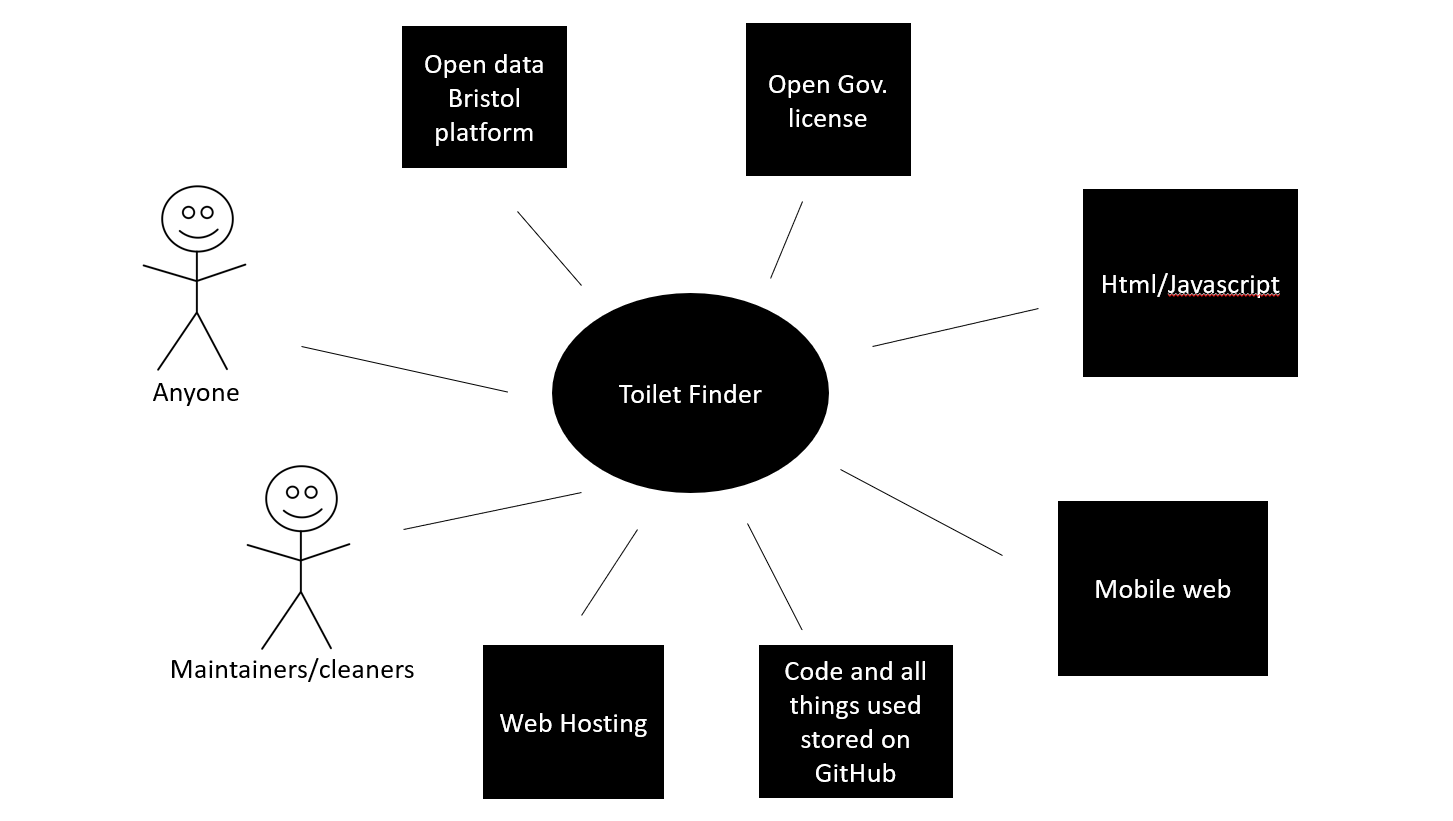 Open data
Bristol
platform
Open Gov.
license
Html/Javascript
Anyone
Toilet Finder
Maintainers/cleaners
Mobile web
Web Hosting
Code and all
things used
stored on
GitHub